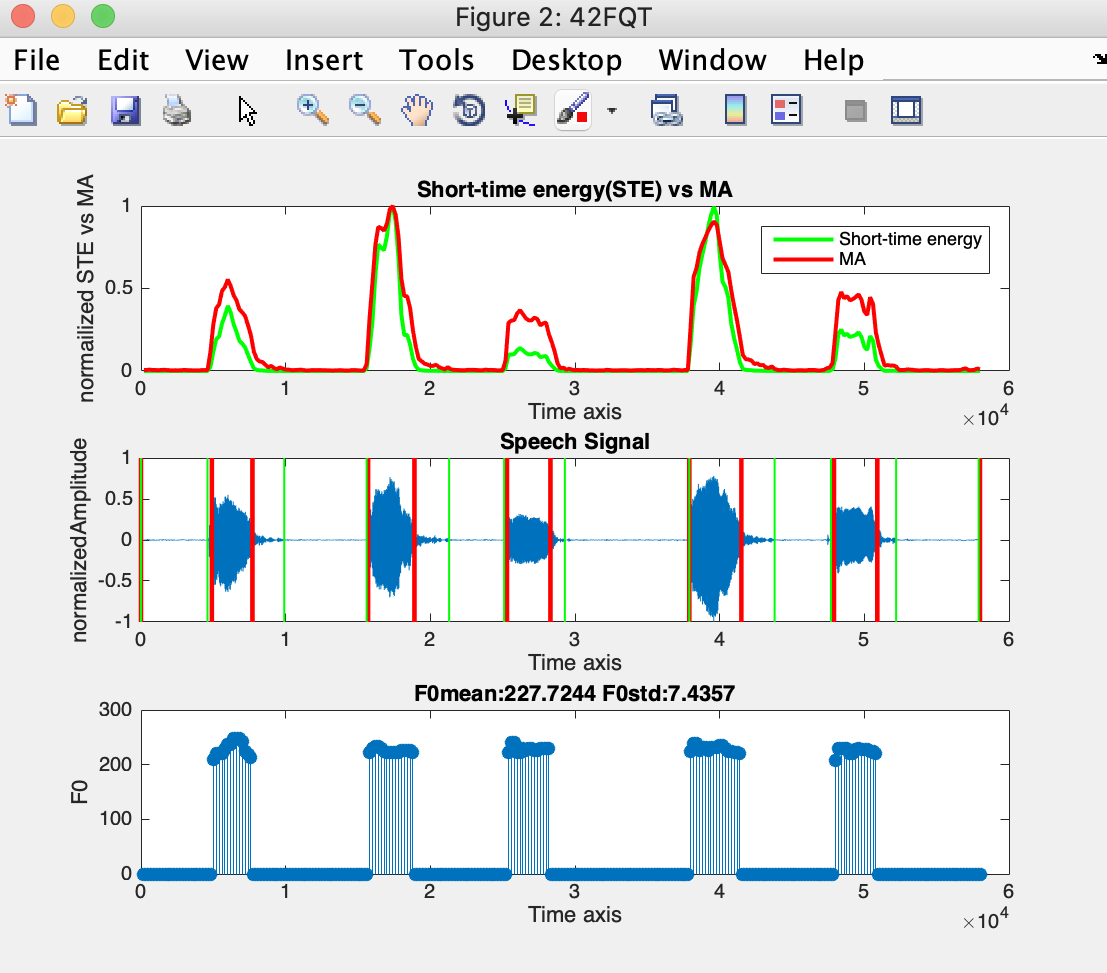 Figure 2: 42FQT
File Edit View Insert Tools Desktop Window Help
Short-time energy(STE) vs MA
normailized STE vs MA
1
0.5
0
Short-time energy
MA
0 1 2 3 4 5 6
Time axis
×10^4
Speech Signal
normalizedAmplitude
1
0.5
0
-0.5
-1
0 1 2 3 4 5 6
Time axis
×10^4
F0mean:227.7244 F0std:7.4357
F0
300
200
100
0
0 1 2 3 4 5 6
Time axis
×10^4